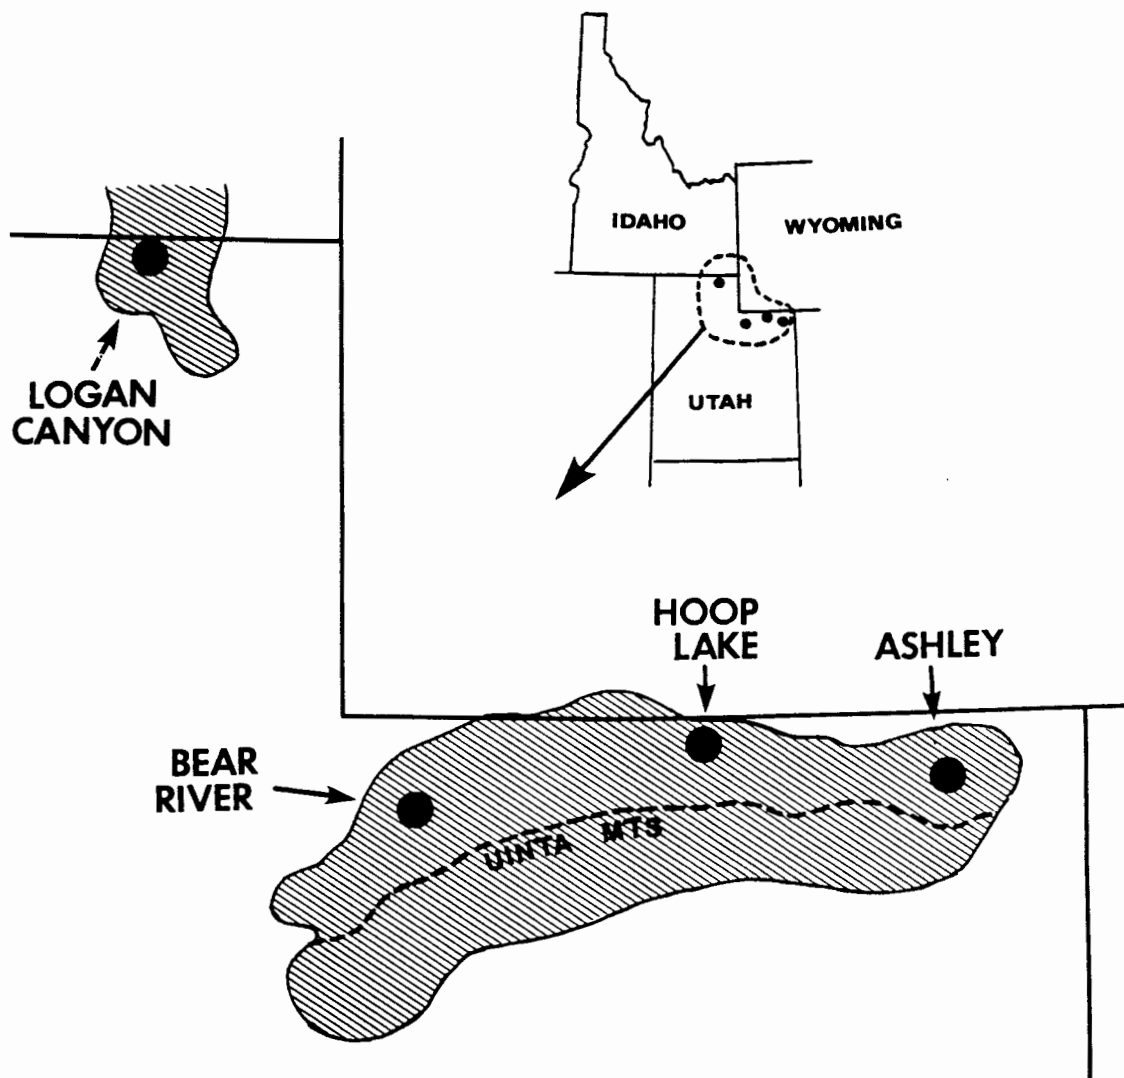 IDAHO
WYOMING
UTAH
LOGAN
CANYON
HOOP
LAKE
ASHLEY
BEAR
RIVER
UINTA MTS